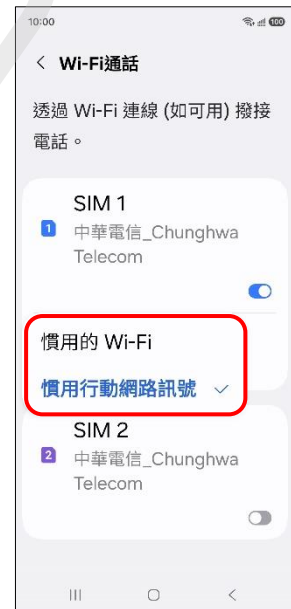 10:00
100
Wi-Fi通話
透過 Wi-Fi 連線 (如可用) 撥接
電話。
SIM 1
1
中華電信_Chunghwa
Telecom
慣用的 Wi-Fi
慣用行動網路訊號
SIM 2
2
中華電信_Chunghwa
Telecom